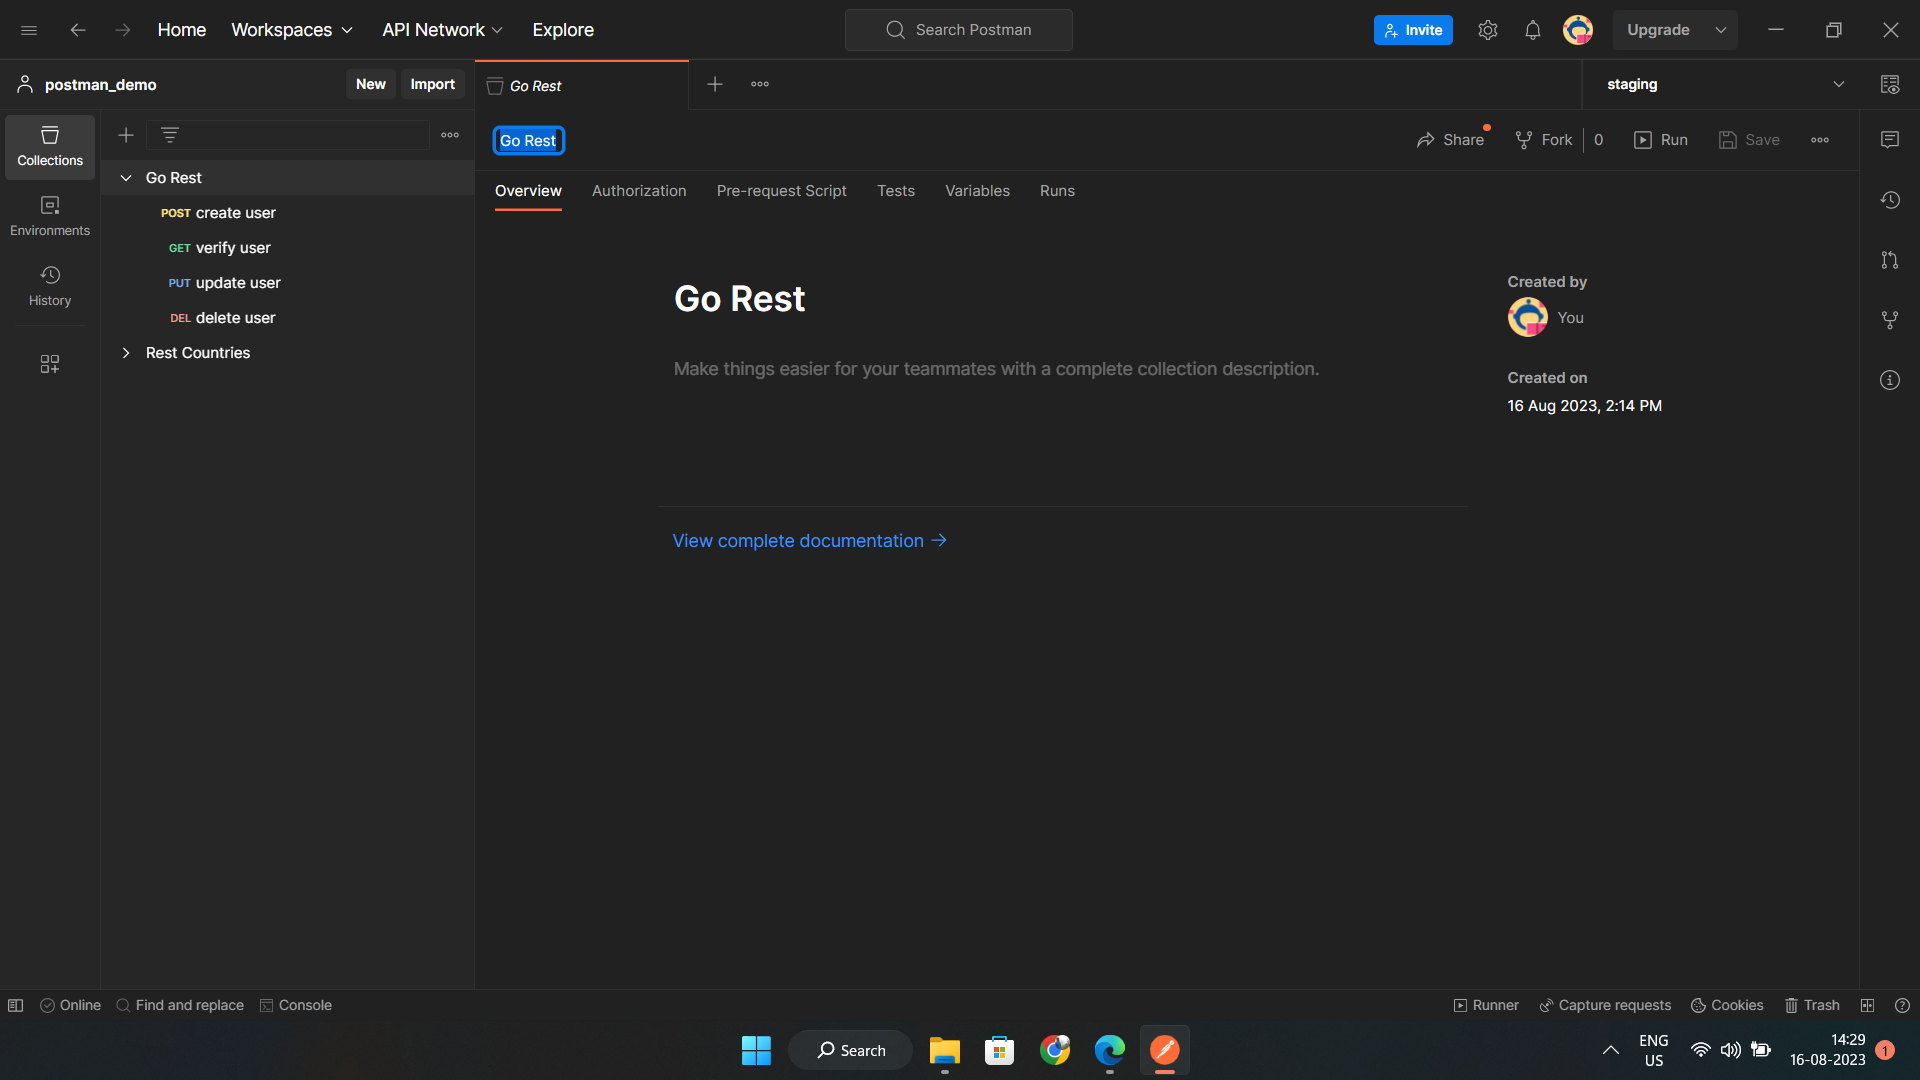 Home Workspaces API Network Explore Search Postman Invite Upgrade
postman_demo New Import Go Rest staging
Go Rest Share Fork 0 Run Save
Collections
Environments
History
Go Rest
POST create user
GET verify user
PUT update user
DEL delete user
Rest Countries
Overview Authorization Pre-request Script Tests Variables Runs
Go Rest
Make things easier for your teammates with a complete collection description.
View complete documentation →
Created by
You
Created on
16 Aug 2023, 2:14 PM
Online Find and replace Console Runner Capture requests Cookies Trash
Search
ENG
US
14:29
16-08-2023
1